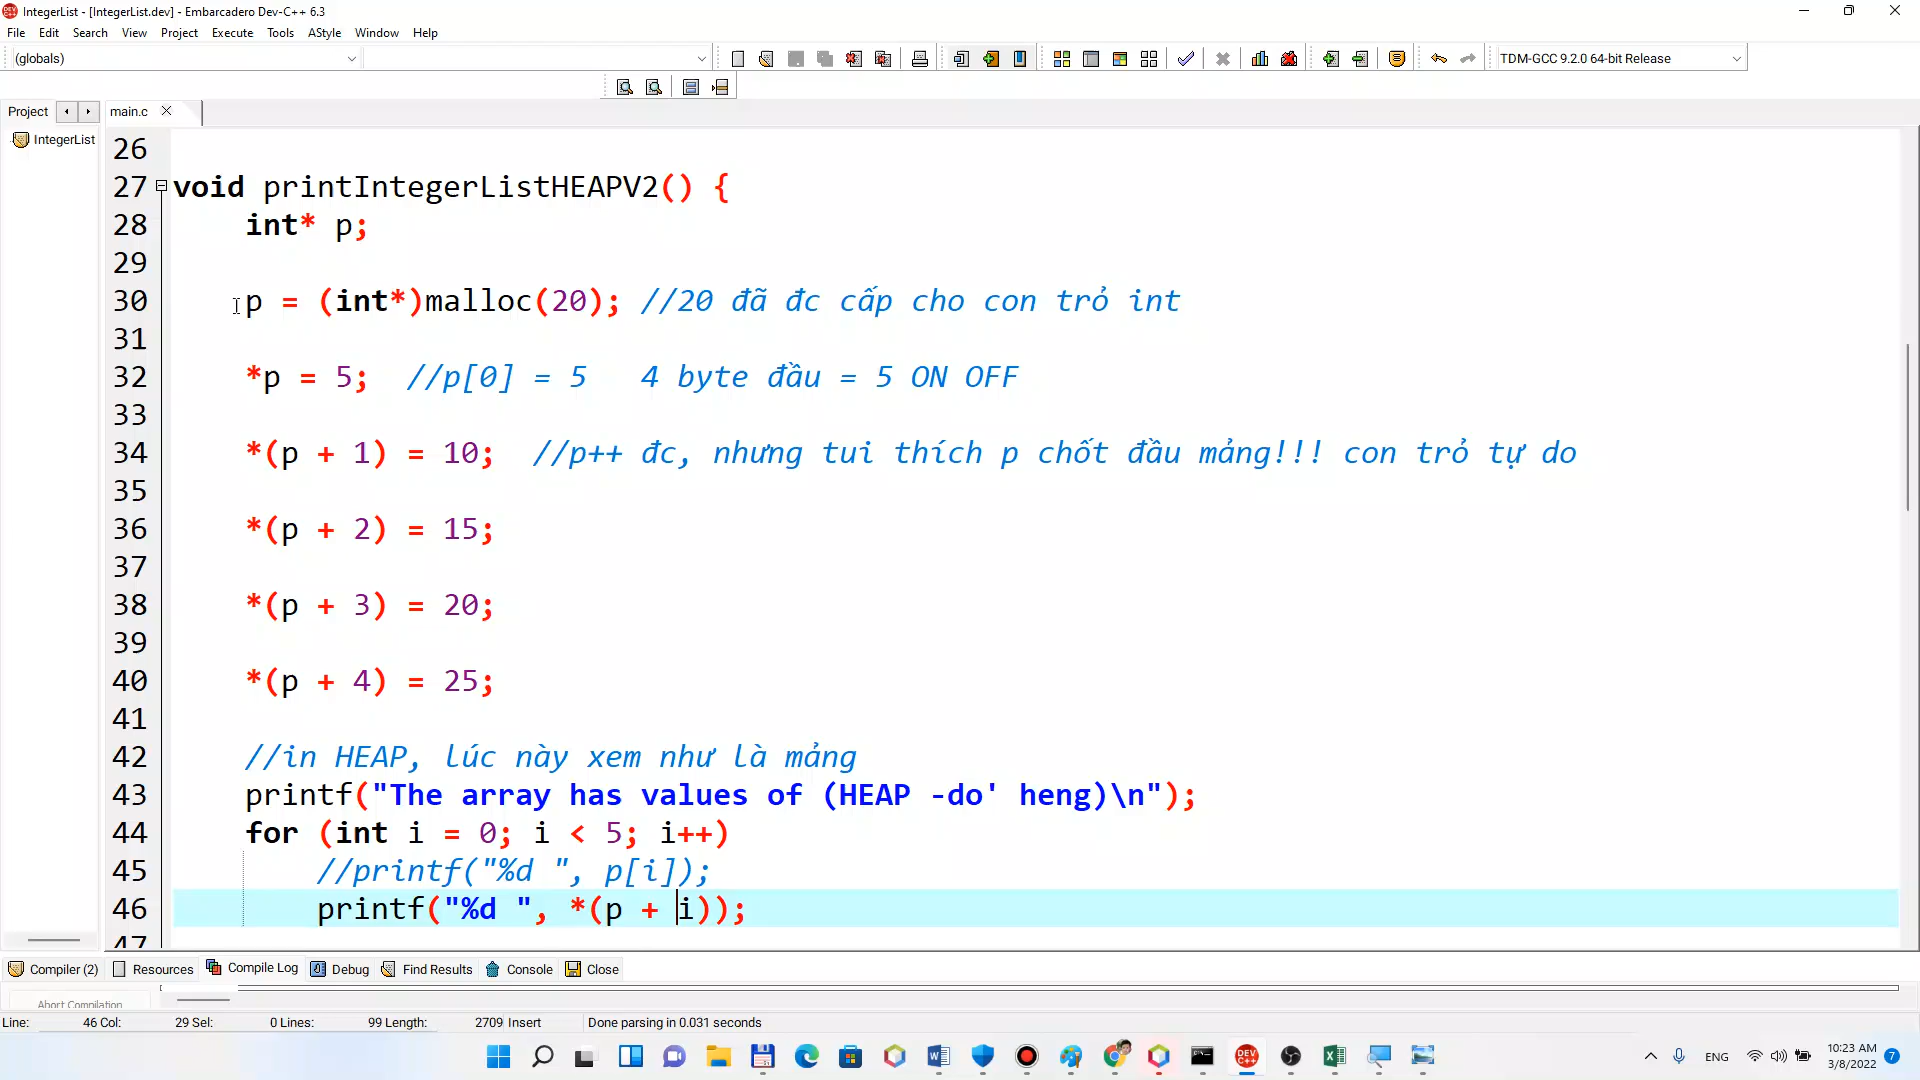 IntegerList - [IntegerList.dev] - Embarcadero Dev-C++ 6.3
File Edit Search View Project Execute Tools AStyle Window Help
(globals)
TDM-GCC 9.2.0 64-bit Release
Project
main.c
IntegerList
26
27 void printIntegerListHEAPV2() {
28 int* p;
29
30 p = (int*)malloc(20); //20 đã đc cấp cho con trỏ int
31
32 *p = 5; //p[0] = 5 4 byte đầu = 5 ON OFF
33
34 *(p + 1) = 10; //p++ đc, nhưng tui thích p chốt đầu mảng!!! con trỏ tự do
35
36 *(p + 2) = 15;
37
38 *(p + 3) = 20;
39
40 *(p + 4) = 25;
41
42 //in HEAP, lúc này xem như là mảng
43 printf("The array has values of (HEAP -do' heng)\n");
44 for (int i = 0; i < 5; i++)
45 //printf("%d ", p[i]);
46 printf("%d ", *(p + i));
47
Compiler (2) Resources Compile Log Debug Find Results Console Close
Abort Compilation
Line: 46 Col: 29 Sel: 0 Lines: 99 Length: 2709 Insert Done parsing in 0.031 seconds
DEV C++
ENG
10:23 AM
3/8/2022
7